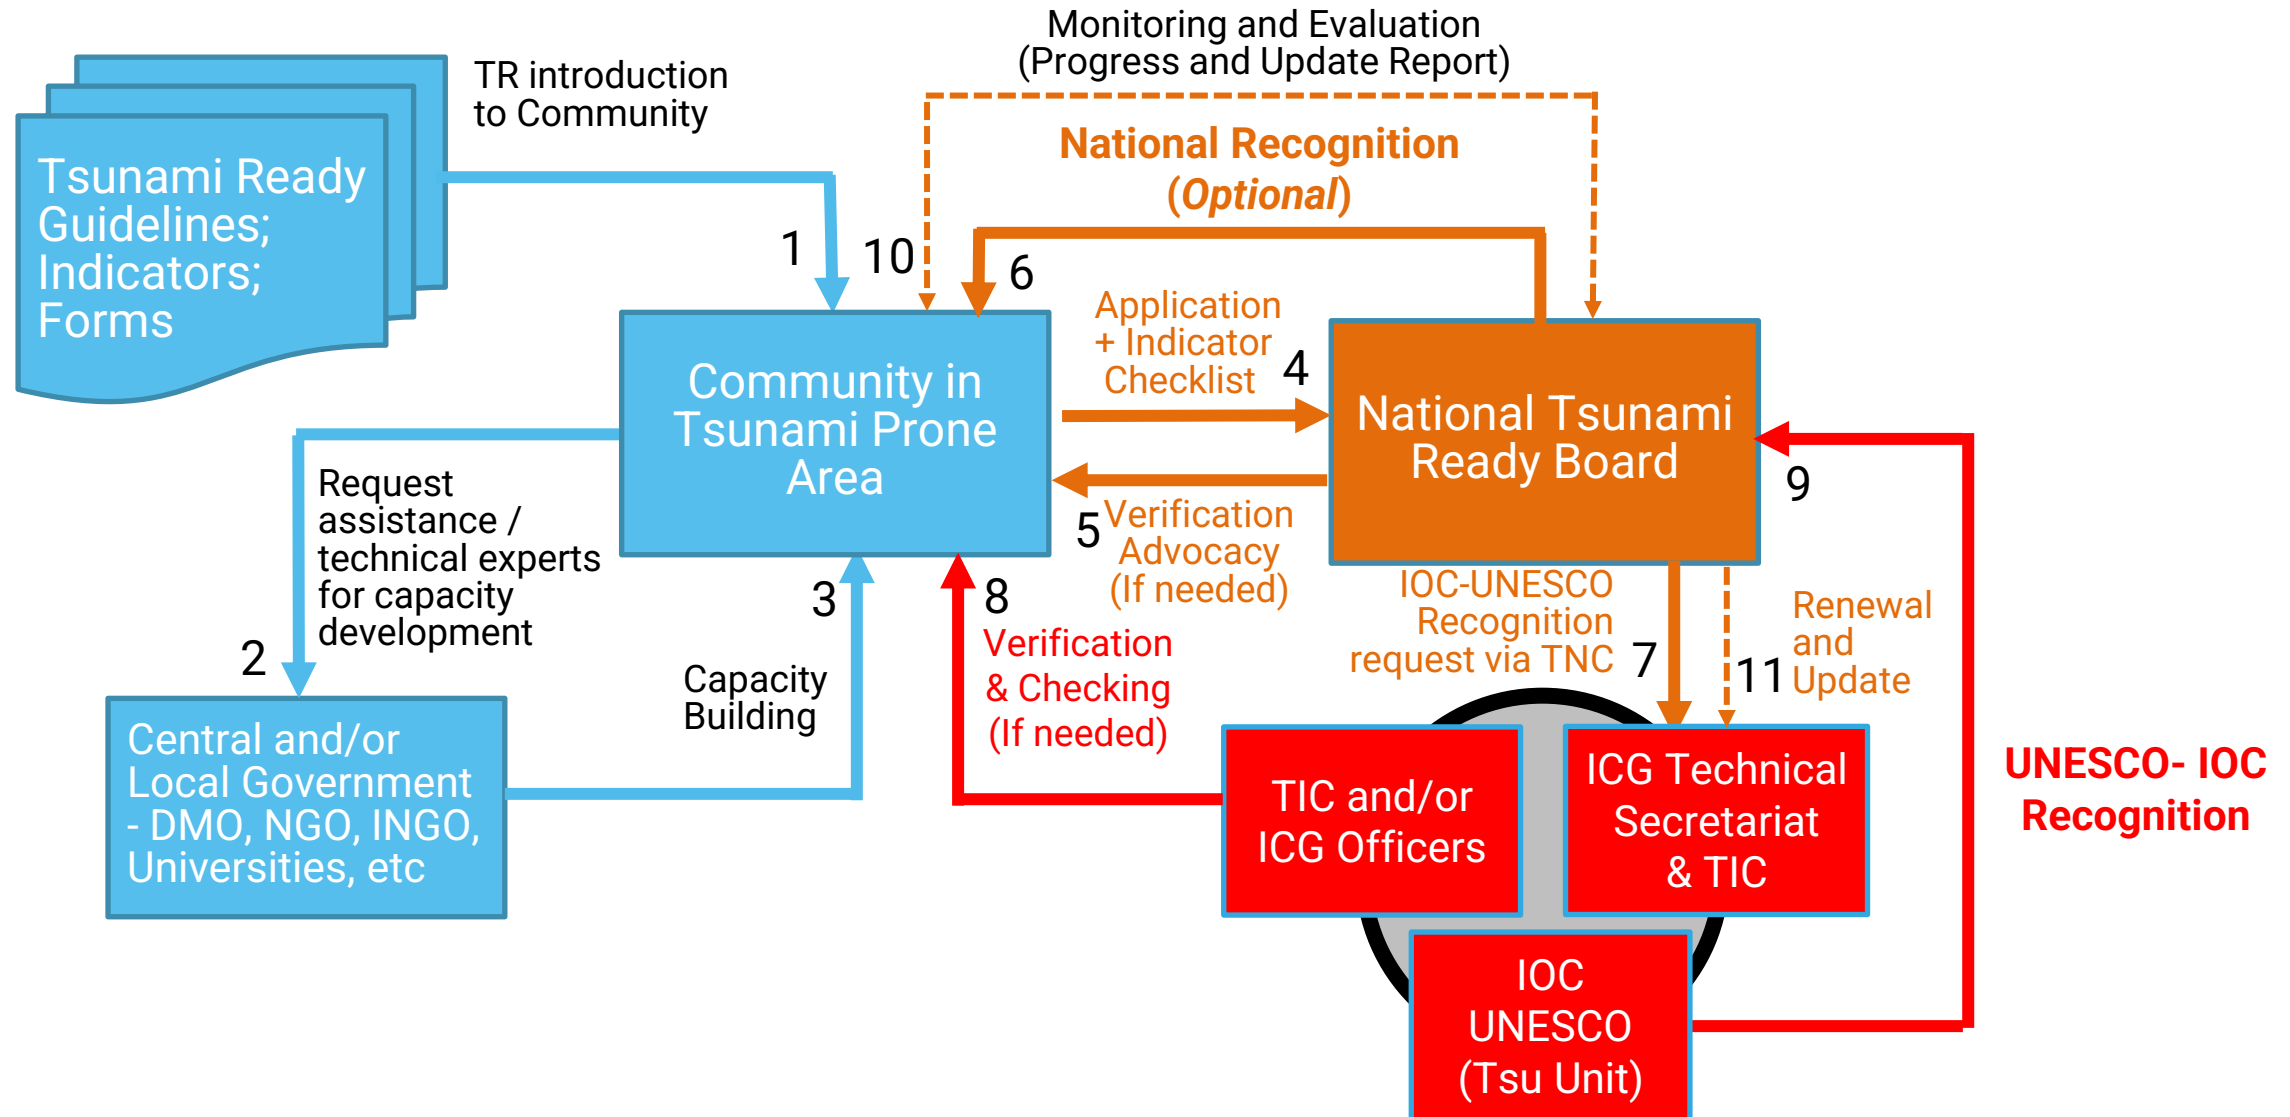 Monitoring and Evaluation
(Progress and Update Report)
TR introduction
to Community
National Recognition
(Optional)
Tsunami Ready
Guidelines;
Indicators;
Forms
1
10
6
Application
+ Indicator
Checklist
4
Community in
Tsunami Prone
Area
National Tsunami
Ready Board
9
Request
assistance /
technical experts
for capacity
development
2
5
Verification
Advocacy
(If needed)
3
8
Verification
& Checking
(If needed)
IOC-UNESCO
Recognition
request via TNC
7
11
Renewal
and
Update
Capacity
Building
Central and/or
Local Government
- DMO, NGO, INGO,
Universities, etc
TIC and/or
ICG Officers
ICG Technical
Secretariat
& TIC
UNESCO- IOC
Recognition
IOC
UNESCO
(Tsu Unit)